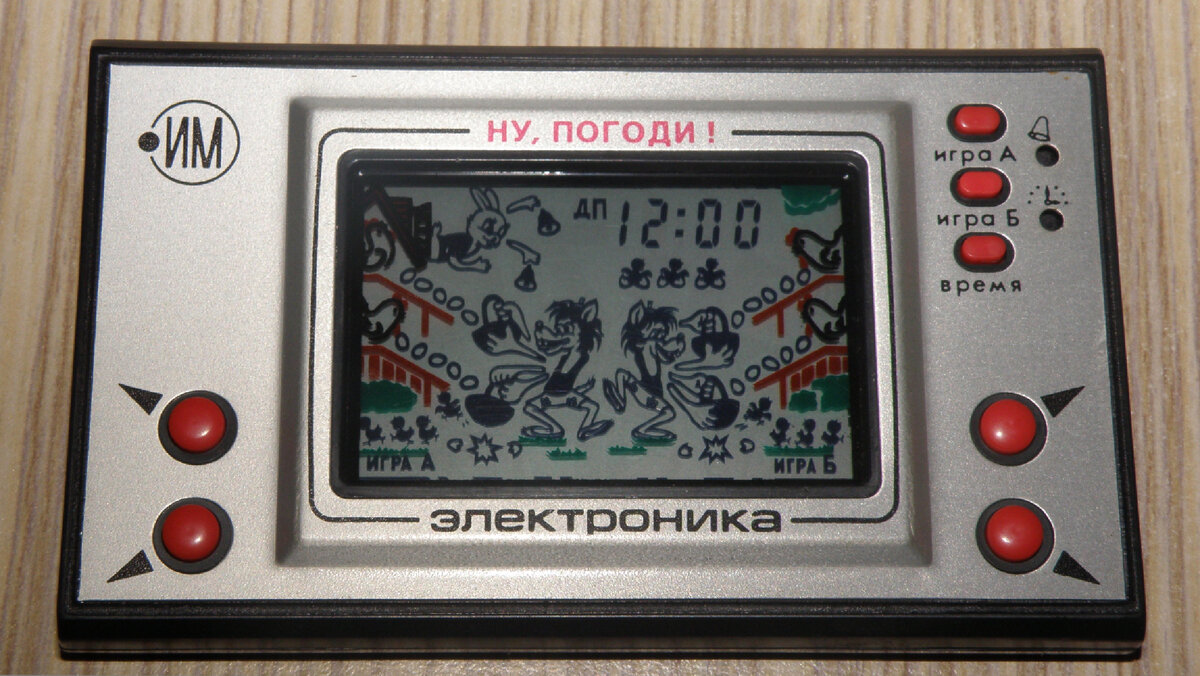 ИМ
НУ, ПОГОДИ !
игра А
игра Б
время
ДП 12:00
ИГРА А
ИГРА Б
электроника